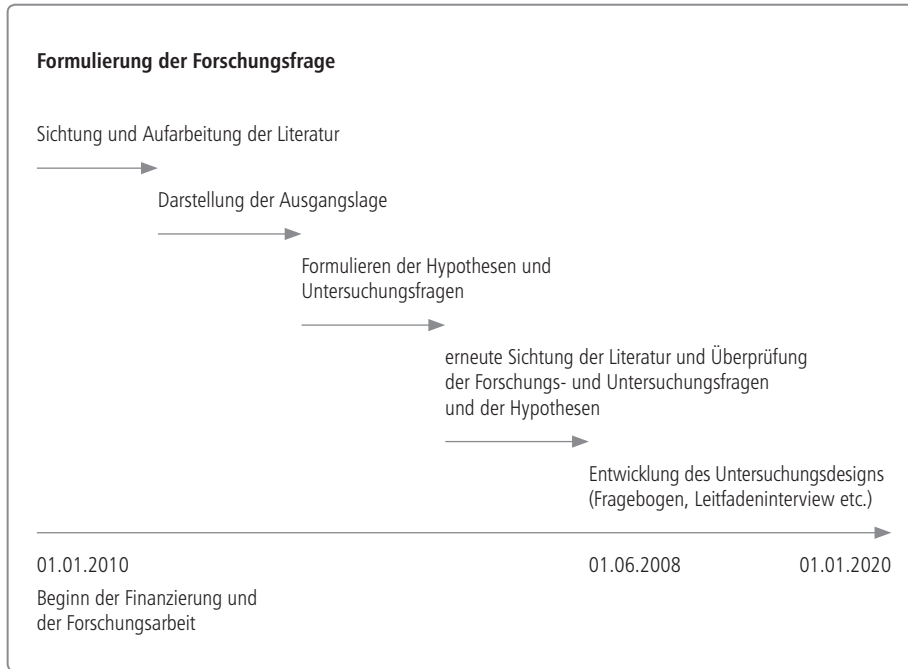 Formulierung der Forschungsfrage
Sichtung und Aufarbeitung der Literatur
Darstellung der Ausgangslage
Formulieren der Hypothesen und
Untersuchungsfragen
erneute Sichtung der Literatur und Überprüfung
der Forschungs- und Untersuchungsfragen
und der Hypothesen
Entwicklung des Untersuchungsdesigns
(Fragebogen, Leitfadeninterview etc.)
01.01.2010 01.06.2008 01.01.2020
Beginn der Finanzierung und
der Forschungsarbeit